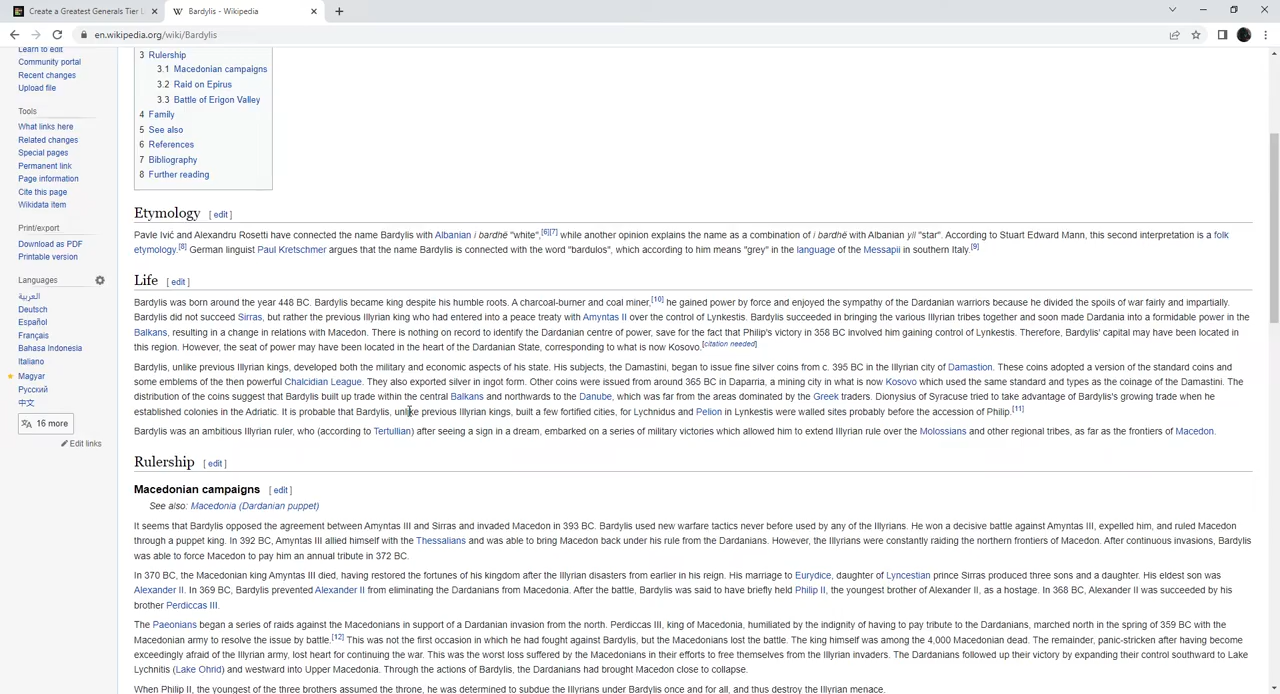 Create a Greatest Generals Tier L
Bardylis - Wikipedia
en.wikipedia.org/wiki/Bardylis
Learn to edit
Community portal
Recent changes
Upload file
Tools
What links here
Related changes
Special pages
Permanent link
Page information
Cite this page
Wikidata item
Print/export
Download as PDF
Printable version
Languages
العربية
Deutsch
Español
Français
Bahasa Indonesia
Italiano
Magyar
Русский
中文
16 more
Edit links
3 Rulership
3.1 Macedonian campaigns
3.2 Raid on Epirus
3.3 Battle of Erigon Valley
4 Family
5 See also
6 References
7 Bibliography
8 Further reading
Etymology [ edit ]
Pavle Ivić and Alexandru Rosetti have connected the name Bardylis with Albanian i bardhë "white",[6][7] while another opinion explains the name as a combination of i bardhë with Albanian yll "star". According to Stuart Edward Mann, this second interpretation is a folk
etymology.[8] German linguist Paul Kretschmer argues that the name Bardylis is connected with the word "bardulos", which according to him means "grey" in the language of the Messapii in southern Italy.[9]
Life [ edit ]
Bardylis was born around the year 448 BC. Bardylis became king despite his humble roots. A charcoal-burner and coal miner,[10] he gained power by force and enjoyed the sympathy of the Dardanian warriors because he divided the spoils of war fairly and impartially.
Bardylis did not succeed Sirras, but rather the previous Illyrian king who had entered into a peace treaty with Amyntas II over the control of Lynkestis. Bardylis succeeded in bringing the various Illyrian tribes together and soon made Dardania into a formidable power in the
Balkans, resulting in a change in relations with Macedon. There is nothing on record to identify the Dardanian centre of power, save for the fact that Philip's victory in 358 BC involved him gaining control of Lynkestis. Therefore, Bardylis' capital may have been located in
this region. However, the seat of power may have been located in the heart of the Dardanian State, corresponding to what is now Kosovo.[citation needed]
Bardylis, unlike previous Illyrian kings, developed both the military and economic aspects of his state. His subjects, the Damastini, began to issue fine silver coins from c. 395 BC in the Illyrian city of Damastion. These coins adopted a version of the standard coins and
some emblems of the then powerful Chalcidian League. They also exported silver in ingot form. Other coins were issued from around 365 BC in Daparria, a mining city in what is now Kosovo which used the same standard and types as the coinage of the Damastini. The
distribution of the coins suggest that Bardylis built up trade within the central Balkans and northwards to the Danube, which was far from the areas dominated by the Greek traders. Dionysius of Syracuse tried to take advantage of Bardylis's growing trade when he
established colonies in the Adriatic. It is probable that Bardylis, unlike previous Illyrian kings, built a few fortified cities, for Lychnidus and Pelion in Lynkestis were walled sites probably before the accession of Philip.[11]
Bardylis was an ambitious Illyrian ruler, who (according to Tertullian) after seeing a sign in a dream, embarked on a series of military victories which allowed him to extend Illyrian rule over the Molossians and other regional tribes, as far as the frontiers of Macedon.
Rulership [ edit ]
Macedonian campaigns [ edit ]
See also: Macedonia (Dardanian puppet)
It seems that Bardylis opposed the agreement between Amyntas III and Sirras and invaded Macedon in 393 BC. Bardylis used new warfare tactics never before used by any of the Illyrians. He won a decisive battle against Amyntas III, expelled him, and ruled Macedon
through a puppet king. In 392 BC, Amyntas III allied himself with the Thessalians and was able to bring Macedon back under his rule from the Dardanians. However, the Illyrians were constantly raiding the northern frontiers of Macedon. After continuous invasions, Bardylis
was able to force Macedon to pay him an annual tribute in 372 BC.
In 370 BC, the Macedonian king Amyntas III died, having restored the fortunes of his kingdom after the Illyrian disasters from earlier in his reign. His marriage to Eurydice, daughter of Lyncestian prince Sirras produced three sons and a daughter. His eldest son was
Alexander II. In 369 BC, Bardylis prevented Alexander II from eliminating the Dardanians from Macedonia. After the battle, Bardylis was said to have briefly held Philip II, the youngest brother of Alexander II, as a hostage. In 368 BC, Alexander II was succeeded by his
brother Perdiccas III.
The Paeonians began a series of raids against the Macedonians in support of a Dardanian invasion from the north. Perdiccas III, king of Macedonia, humiliated by the indignity of having to pay tribute to the Dardanians, marched north in the spring of 359 BC with the
Macedonian army to resolve the issue by battle.[12] This was not the first occasion in which he had fought against Bardylis, but the Macedonians lost the battle. The king himself was among the 4,000 Macedonian dead. The remainder, panic-stricken after having become
exceedingly afraid of the Illyrian army, lost heart for continuing the war. This was the worst loss suffered by the Macedonians in their efforts to free themselves from the Illyrian invaders. The Dardanians followed up their victory by expanding their control southward to Lake
Lychnitis (Lake Ohrid) and westward into Upper Macedonia. Through the actions of Bardylis, the Dardanians had brought Macedon close to collapse.
When Philip II, the youngest of the three brothers assumed the throne, he was determined to subdue the Illyrians under Bardylis once and for all, and thus destroy the Illyrian menace.